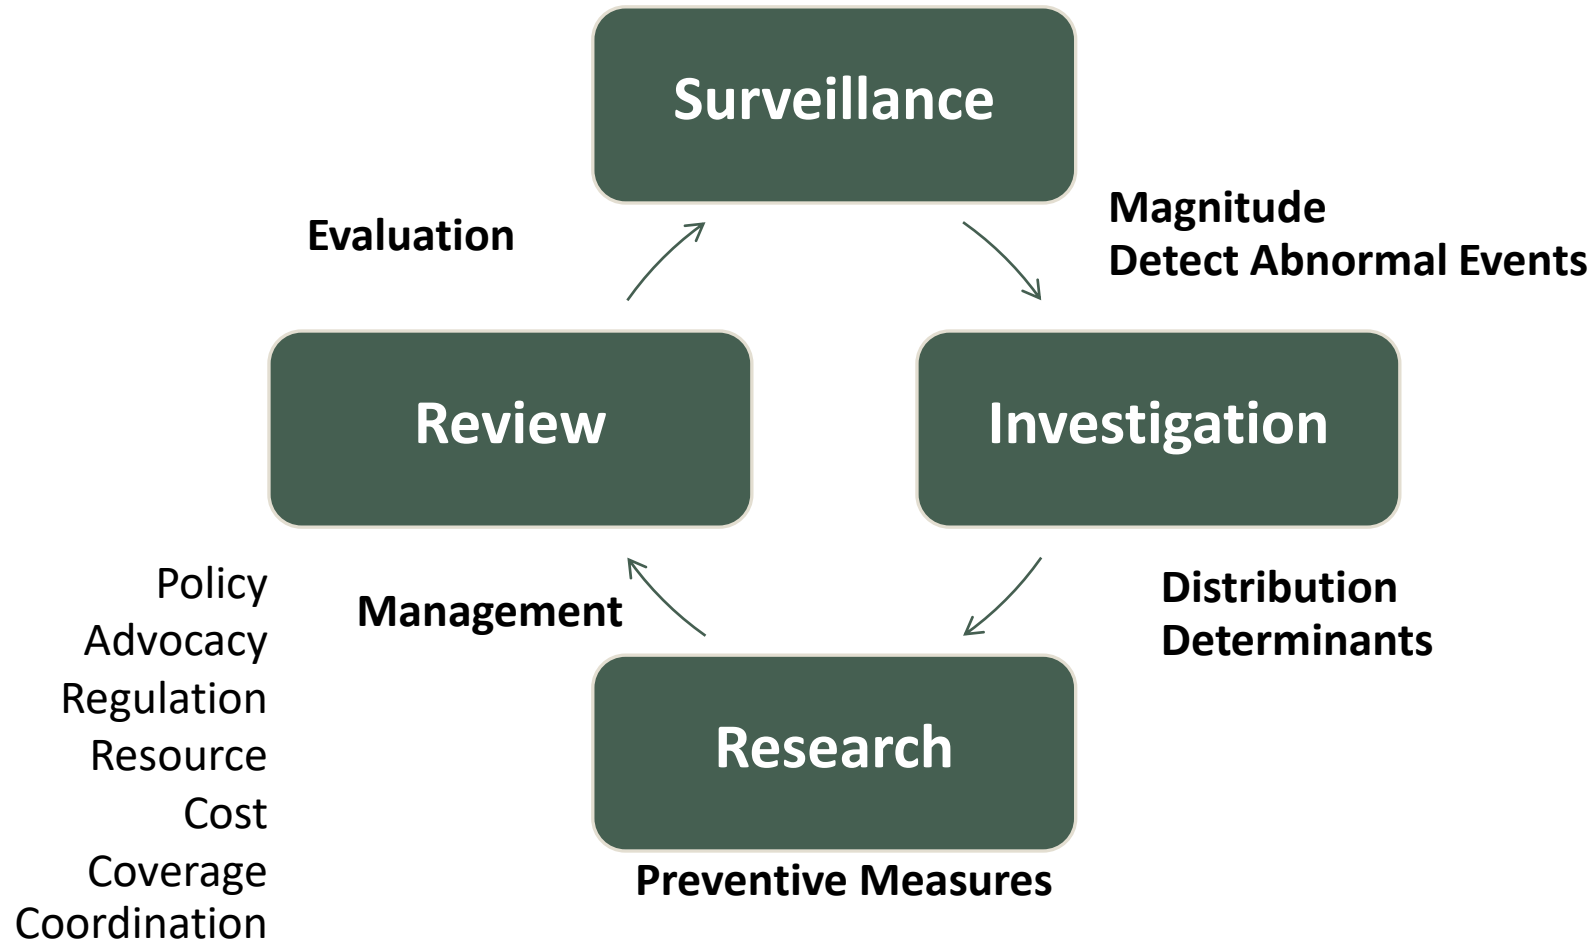 Surveillance
Magnitude
Detect Abnormal Events
Evaluation
Review
Investigation
Distribution
Determinants
Management
Policy
Advocacy
Regulation
Resource
Cost
Coverage
Coordination
Research
Preventive Measures